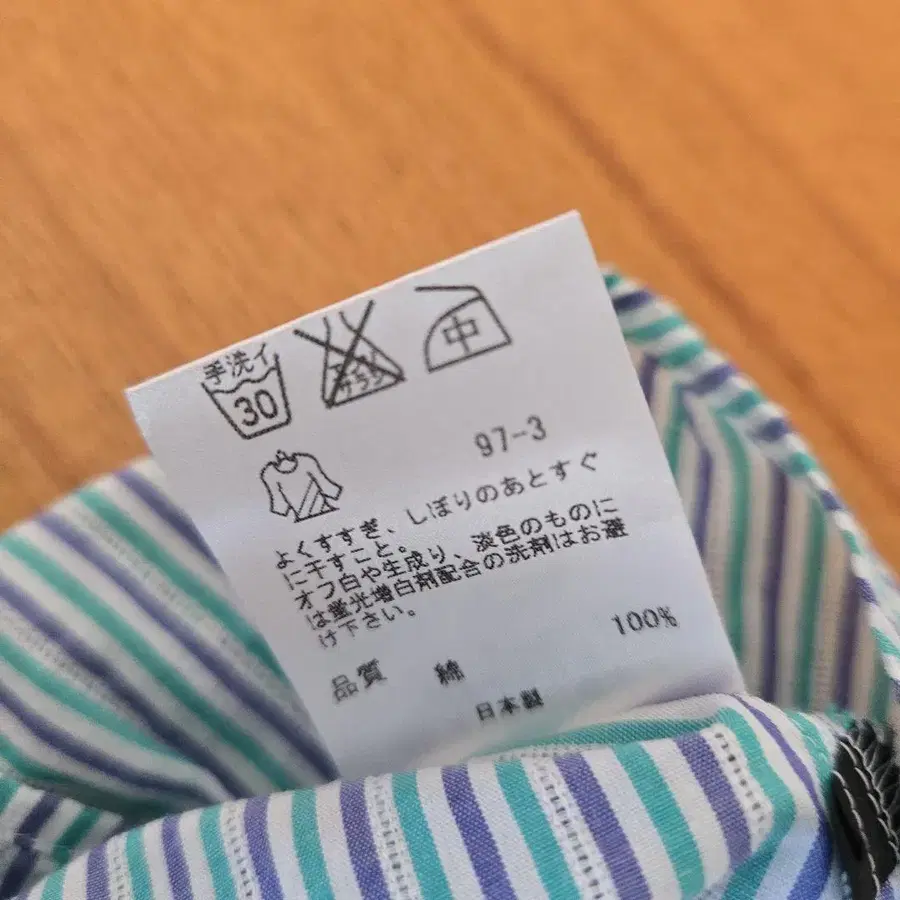 手洗イ
30
中
97-3
よくすすぎ、しぼりのあとすぐ
に干すこと。
オフ白や生成り、淡色のものに
は蛍光増白剤配合の洗剤はお避
け下さい。
品質 綿 100%
日本製